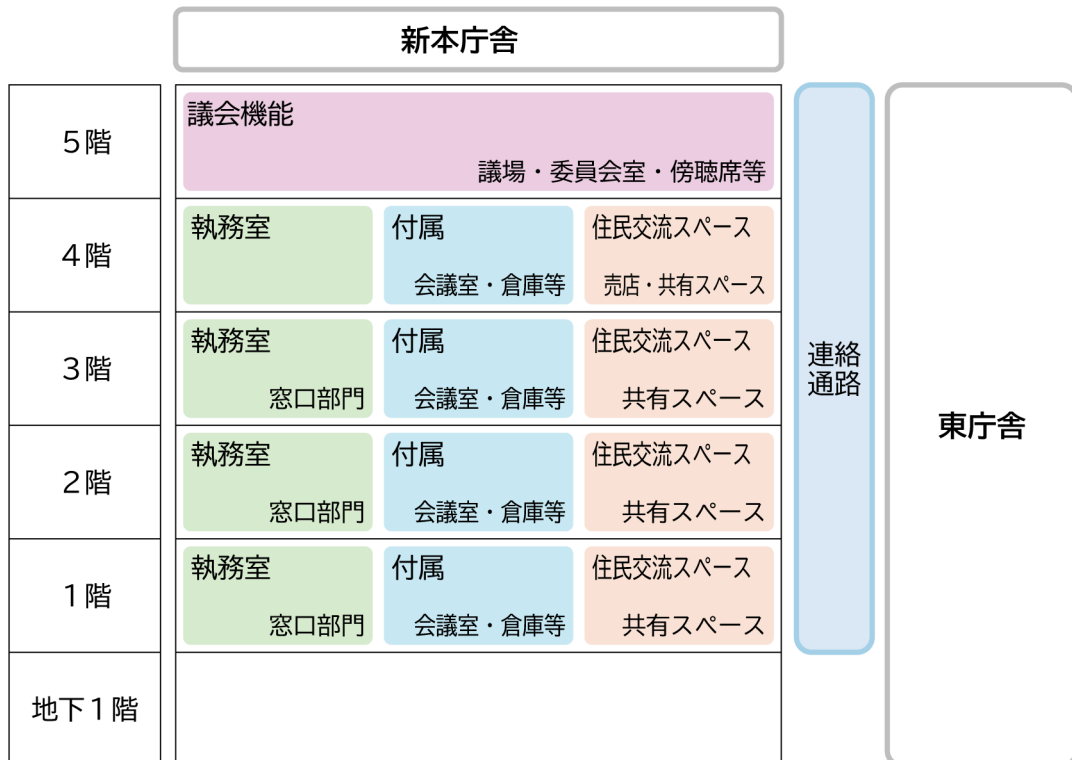 新本庁舎
5階
議会機能
議場・委員会室・傍聴席等
4階
執務室
付属
会議室・倉庫等
住民交流スペース
売店・共有スペース
3階
執務室
窓口部門
付属
会議室・倉庫等
住民交流スペース
共有スペース
2階
執務室
窓口部門
付属
会議室・倉庫等
住民交流スペース
共有スペース
1階
執務室
窓口部門
付属
会議室・倉庫等
住民交流スペース
共有スペース
地下1階
連絡
通路
東庁舎